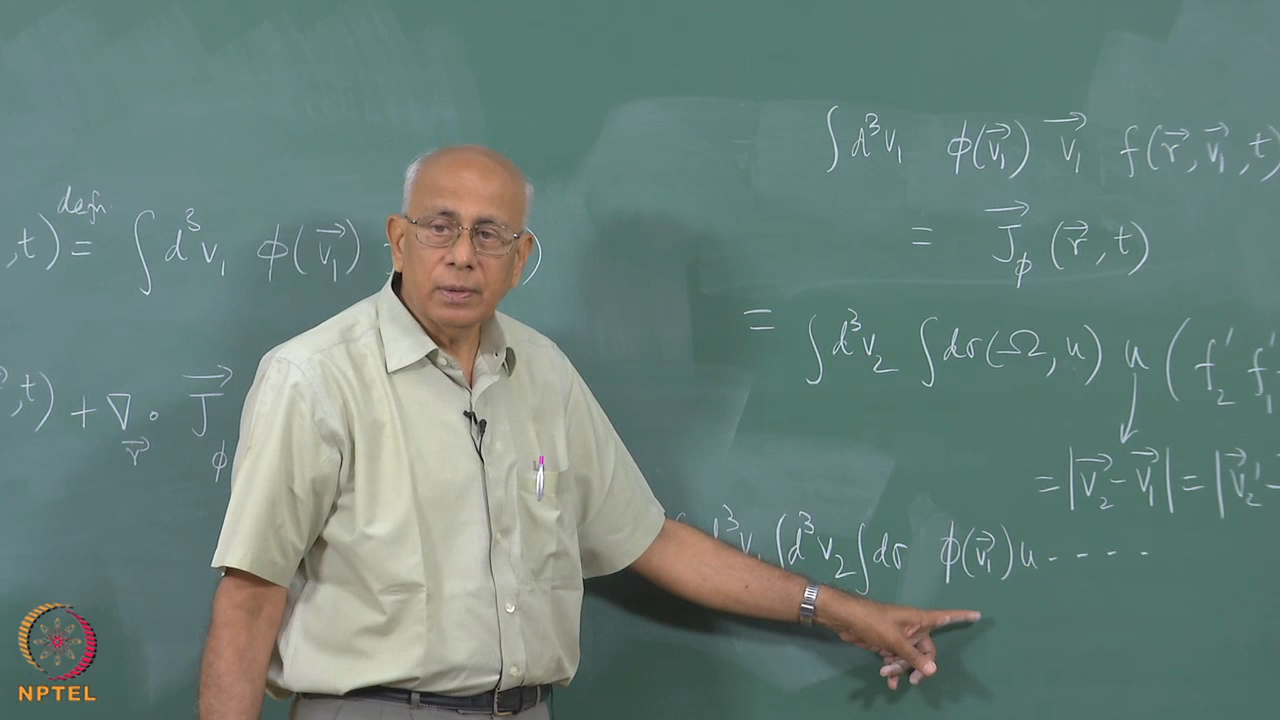 ,t) defn. = ∫ d³v₁ φ(v⃗₁) )
,t) + ∇_r⃗ · J⃗_φ
∫ d³v₁ φ(v⃗₁) v⃗₁ f(r⃗, v⃗₁, t)
= J⃗_φ (r⃗, t)
= ∫ d³v₂ ∫ dσ(Ω, u) u ( f₂′ f₁′
= |v⃗₂ - v⃗₁| = |v⃗₂′ -
d³v₁ ∫ d³v₂ ∫ dσ φ(v⃗₁) u - - - -
NPTEL